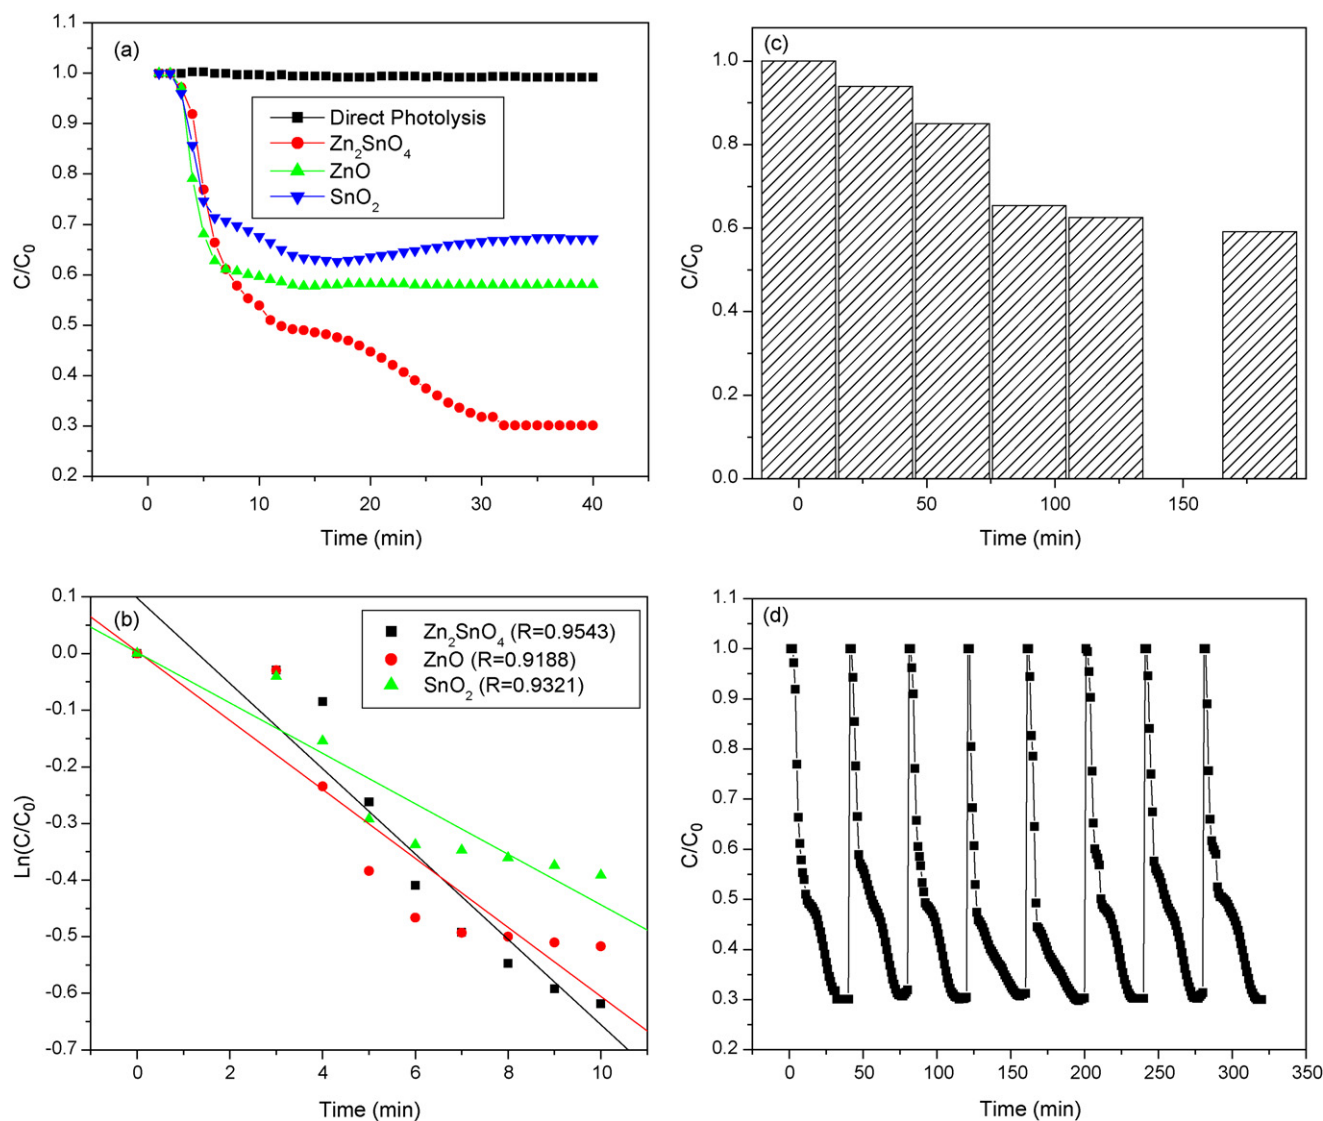 (a)
1.1
1.0
0.9
0.8
0.7
0.6
0.5
0.4
0.3
0.2
C/C₀
Direct Photolysis
Zn₂SnO₄
ZnO
SnO₂
0 10 20 30 40
Time (min)
(c)
1.0
0.8
0.6
0.4
0.2
0.0
C/C₀
0 50 100 150
Time (min)
(b)
0.1
0.0
-0.1
-0.2
-0.3
-0.4
-0.5
-0.6
-0.7
Ln(C/C₀)
Zn₂SnO₄ (R=0.9543)
ZnO (R=0.9188)
SnO₂ (R=0.9321)
0 2 4 6 8 10
Time (min)
(d)
1.1
1.0
0.9
0.8
0.7
0.6
0.5
0.4
0.3
0.2
C/C₀
0 50 100 150 200 250 300 350
Time (min)